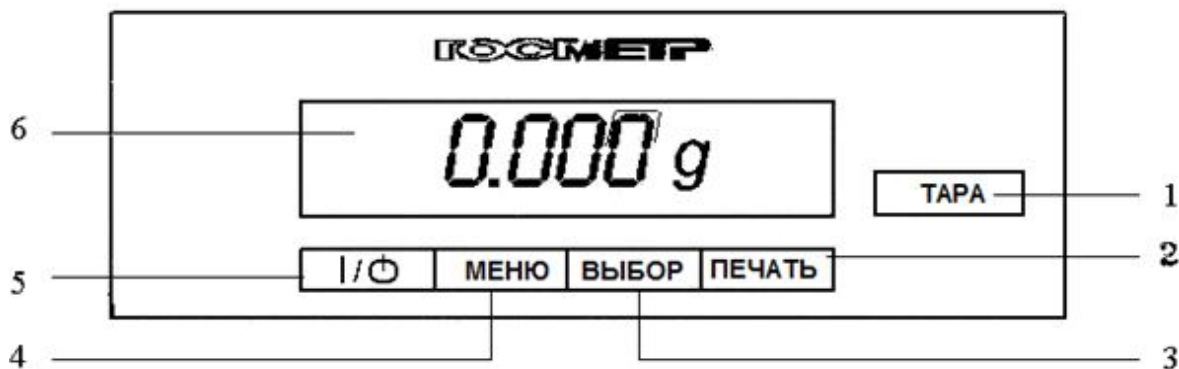 ГОСМЕТР
6
0.000 g
ТАРА
1
2
5
I/⏻
МЕНЮ
ВЫБОР
ПЕЧАТЬ
4
3